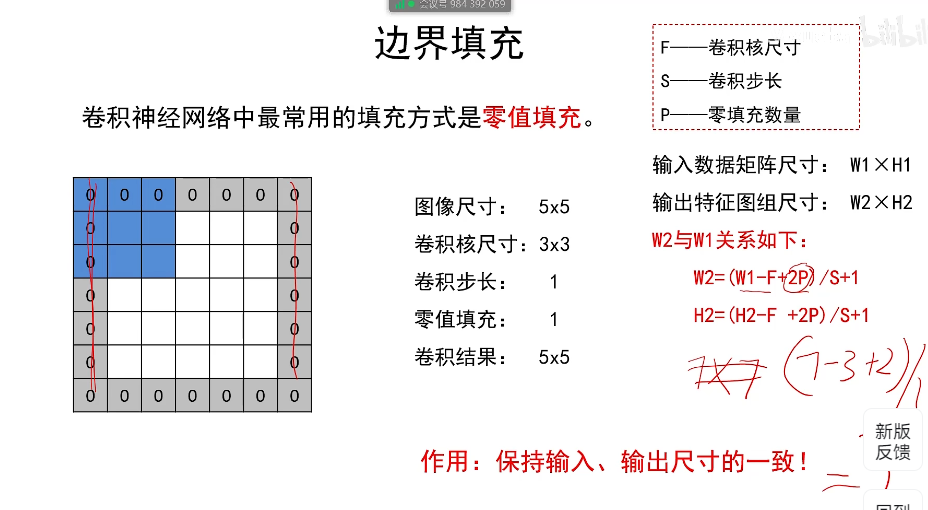 会议号 984 392 059
边界填充
F——卷积核尺寸
S——卷积步长
P——零填充数量
卷积神经网络中最常用的填充方式是零值填充。
输入数据矩阵尺寸: W1×H1
输出特征图组尺寸: W2×H2
W2与W1关系如下:
W2=(W1-F+2P)/S+1
H2=(H2-F +2P)/S+1
0 0 0 0 0 0 0
0 0
0 0
0 0
0 0
0 0
0 0 0 0 0 0 0
图像尺寸: 5x5
卷积核尺寸:3x3
卷积步长: 1
零值填充: 1
卷积结果: 5x5
7×7 (7-3+2)/1
作用:保持输入、输出尺寸的一致!
=
新版
反馈
bilibili